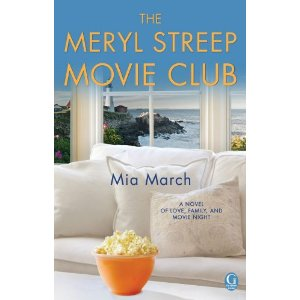 THE
MERYL STREEP
MOVIE CLUB
Mia March
A NOVEL
OF LOVE, FAMILY, AND
MOVIE NIGHT
G